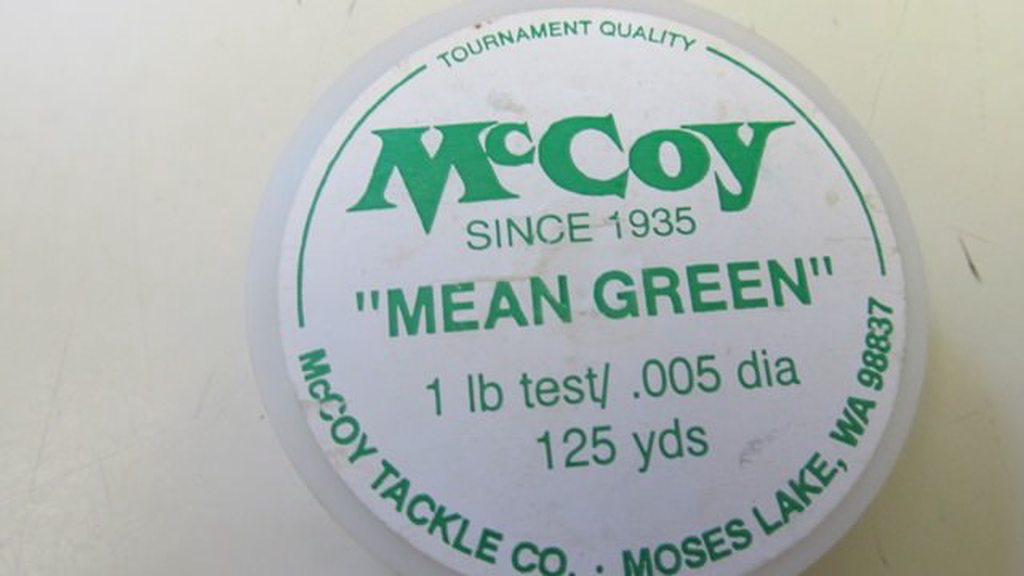 TOURNAMENT QUALITY
McCoy
SINCE 1935
"MEAN GREEN"
1 lb test/ .005 dia
125 yds
McCOY TACKLE CO. · MOSES LAKE, WA 98837